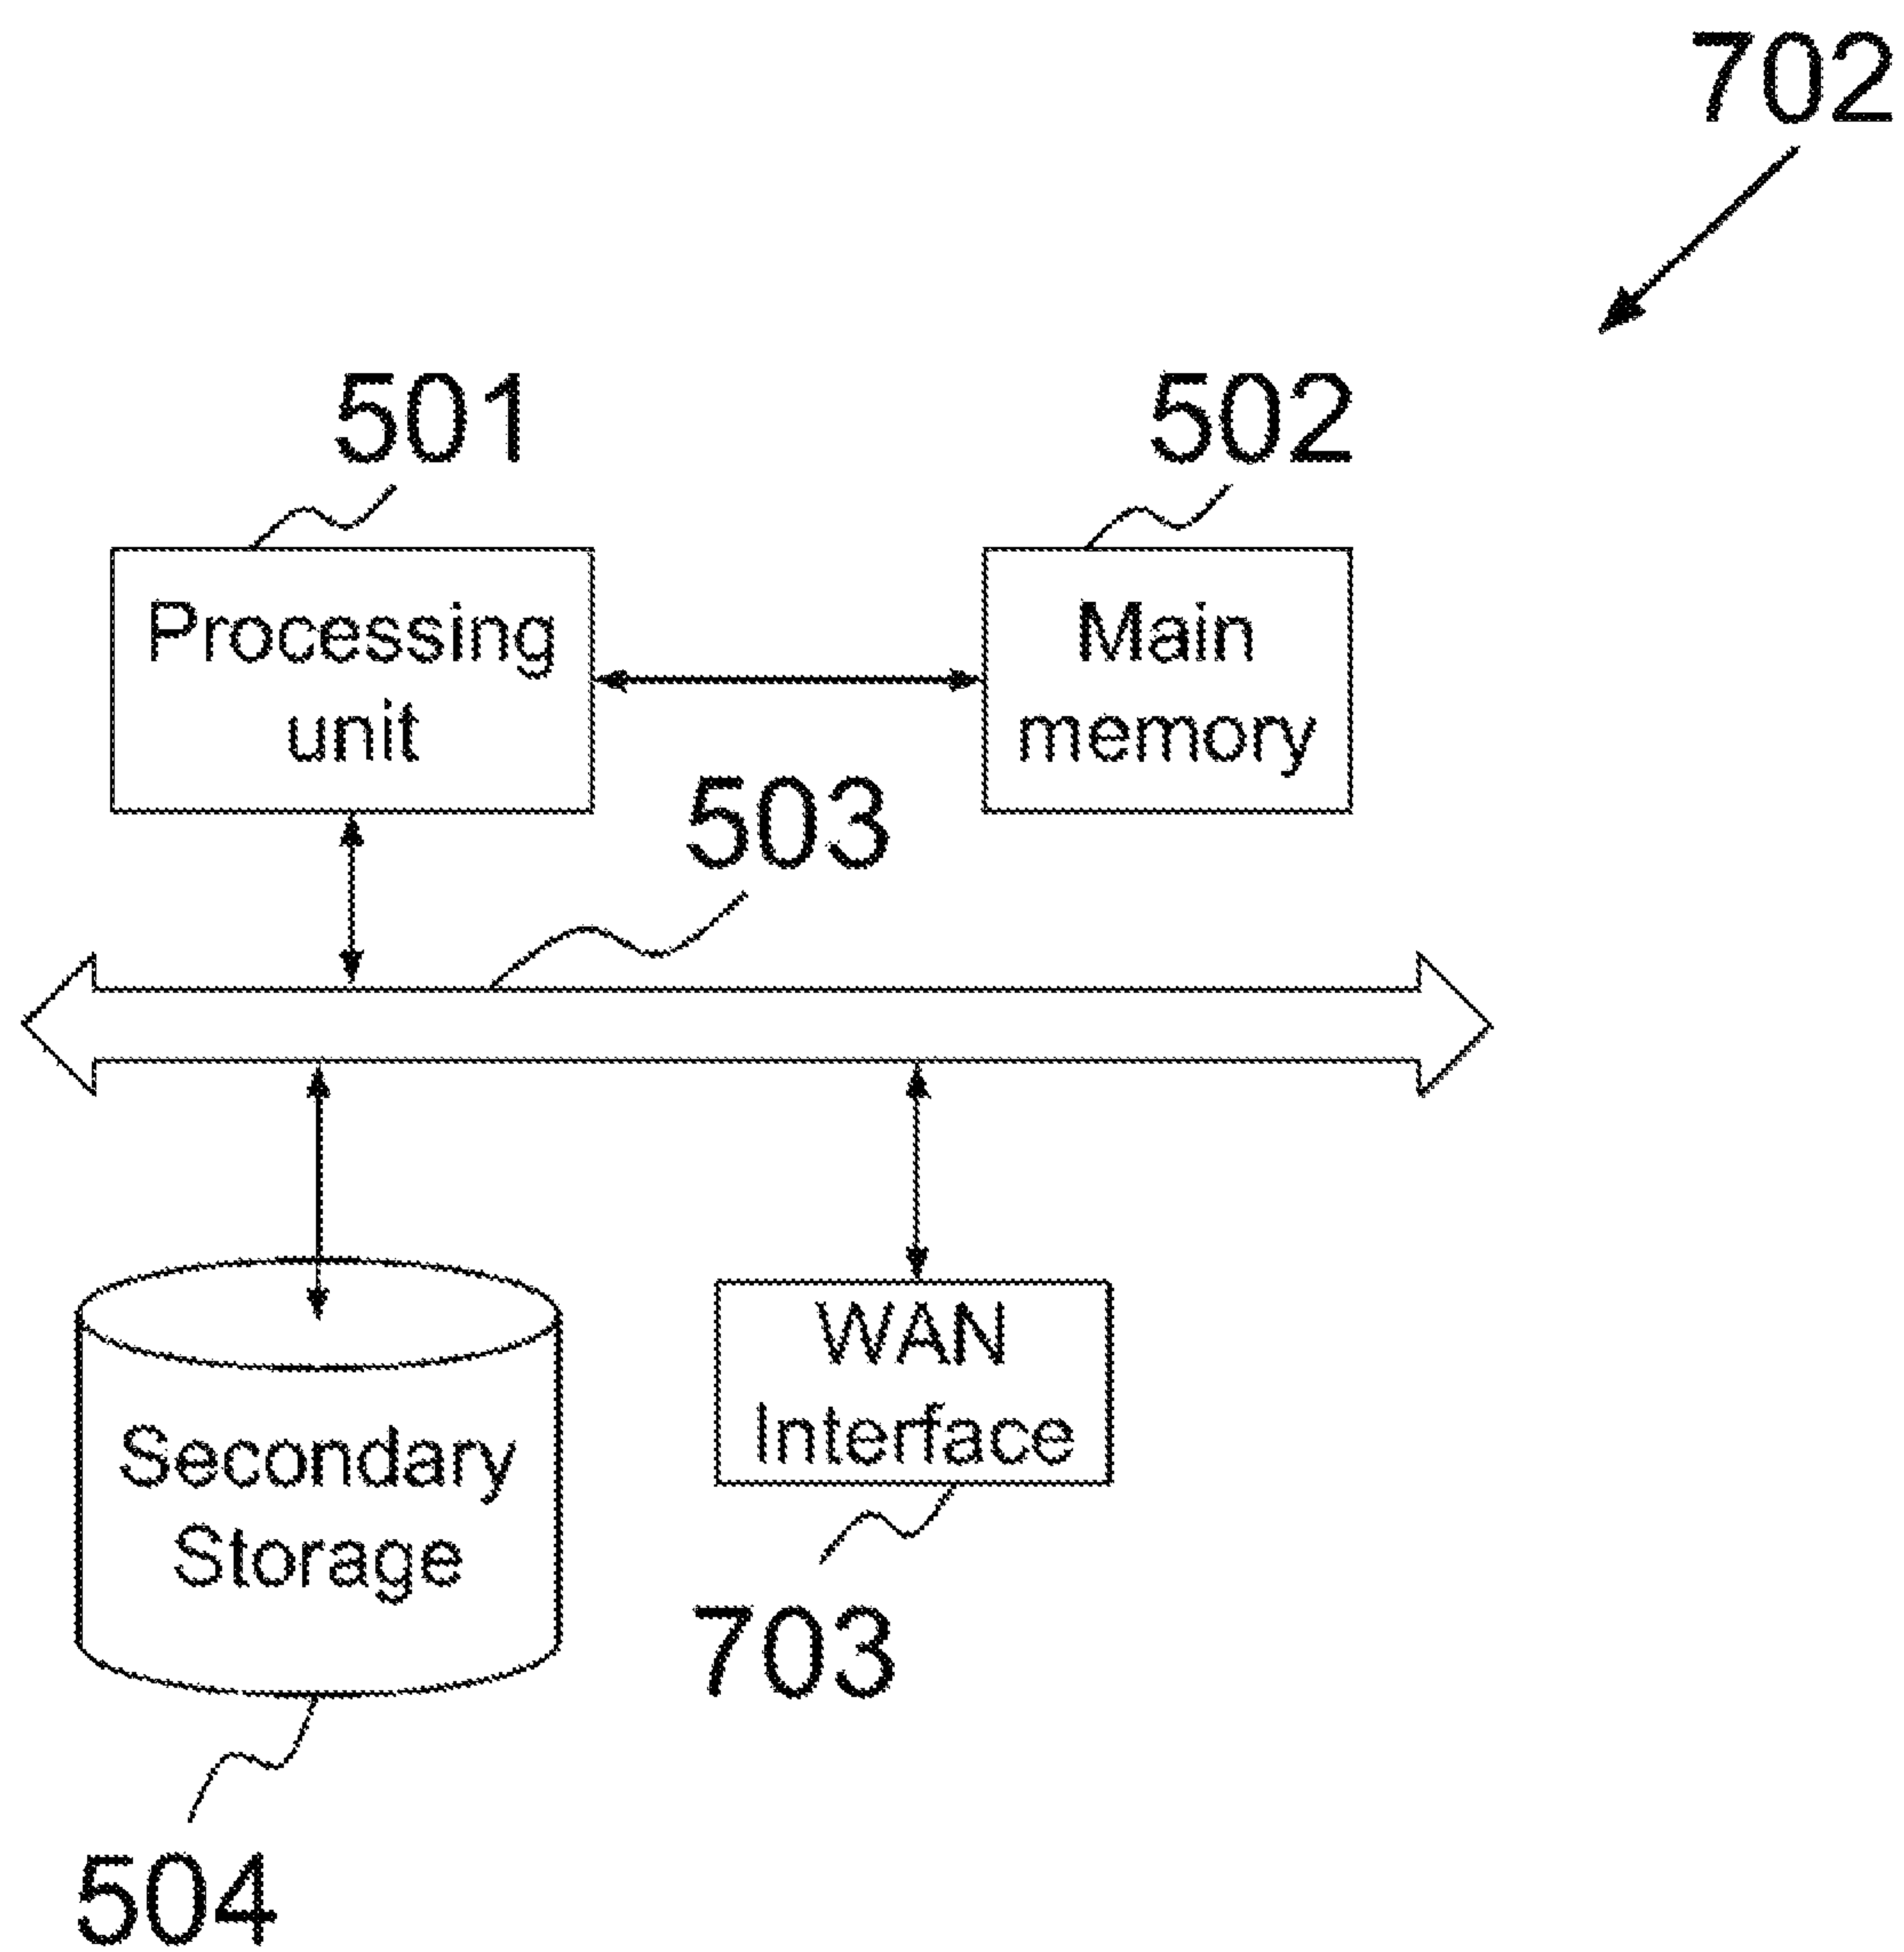 702
501
502
Processing
unit
Main
memory
503
Secondary
Storage
WAN
Interface
703
504